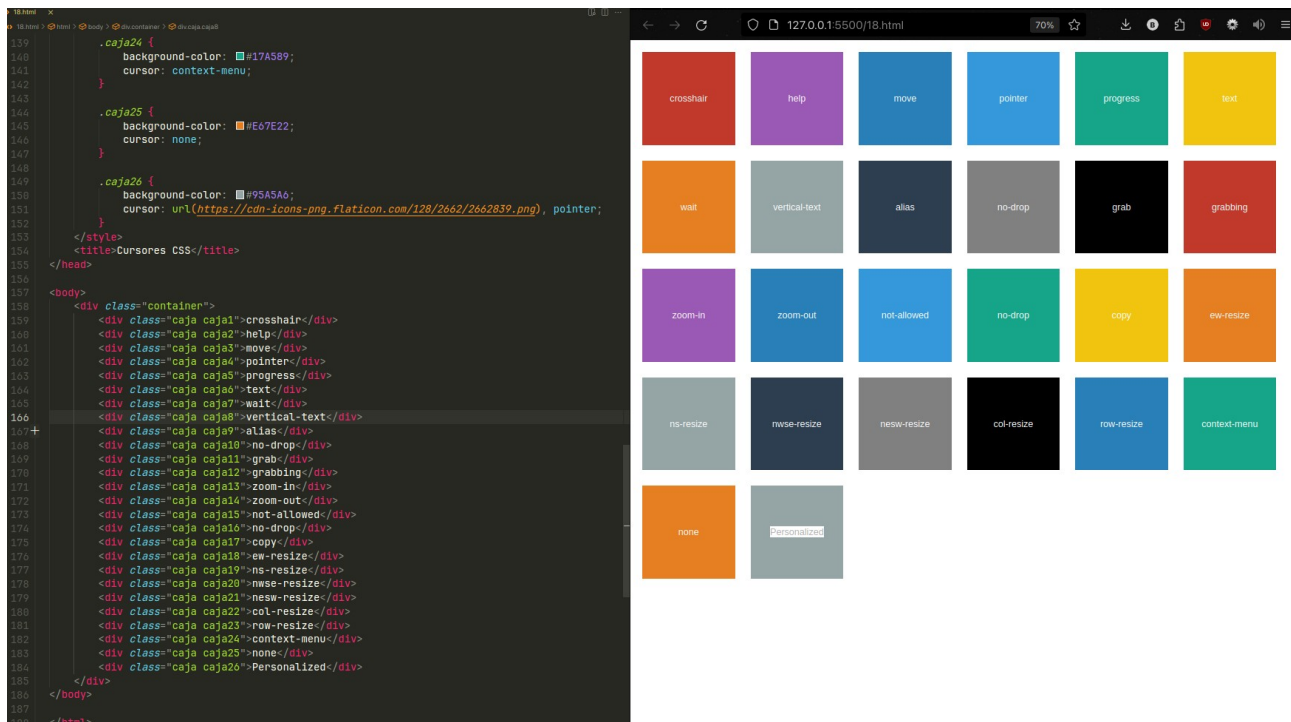 18.html
18.html > html > body > div.container > div.caja.caja8
139 .caja24 {
140 background-color: #17A589;
141 cursor: context-menu;
142 }
143
144 .caja25 {
145 background-color: #E67E22;
146 cursor: none;
147 }
148
149 .caja26 {
150 background-color: #95A5A6;
151 cursor: url(https://cdn-icons-png.flaticon.com/128/2662/2662839.png), pointer;
152 }
153 </style>
154 <title>Cursores CSS</title>
155 </head>
156
157 <body>
158 <div class="container">
159 <div class="caja caja1">crosshair</div>
160 <div class="caja caja2">help</div>
161 <div class="caja caja3">move</div>
162 <div class="caja caja4">pointer</div>
163 <div class="caja caja5">progress</div>
164 <div class="caja caja6">text</div>
165 <div class="caja caja7">wait</div>
166 <div class="caja caja8">vertical-text</div>
167 <div class="caja caja9">alias</div>
168 <div class="caja caja10">no-drop</div>
169 <div class="caja caja11">grab</div>
170 <div class="caja caja12">grabbing</div>
171 <div class="caja caja13">zoom-in</div>
172 <div class="caja caja14">zoom-out</div>
173 <div class="caja caja15">not-allowed</div>
174 <div class="caja caja16">no-drop</div>
175 <div class="caja caja17">copy</div>
176 <div class="caja caja18">ew-resize</div>
177 <div class="caja caja19">ns-resize</div>
178 <div class="caja caja20">nwse-resize</div>
179 <div class="caja caja21">nesw-resize</div>
180 <div class="caja caja22">col-resize</div>
181 <div class="caja caja23">row-resize</div>
182 <div class="caja caja24">context-menu</div>
183 <div class="caja caja25">none</div>
184 <div class="caja caja26">Personalized</div>
185 </div>
186 </body>
187
188 </html>
127.0.0.1:5500/18.html 70%
crosshair help move pointer progress text
wait vertical-text alias no-drop grab grabbing
zoom-in zoom-out not-allowed no-drop copy ew-resize
ns-resize nwse-resize nesw-resize col-resize row-resize context-menu
none Personalized